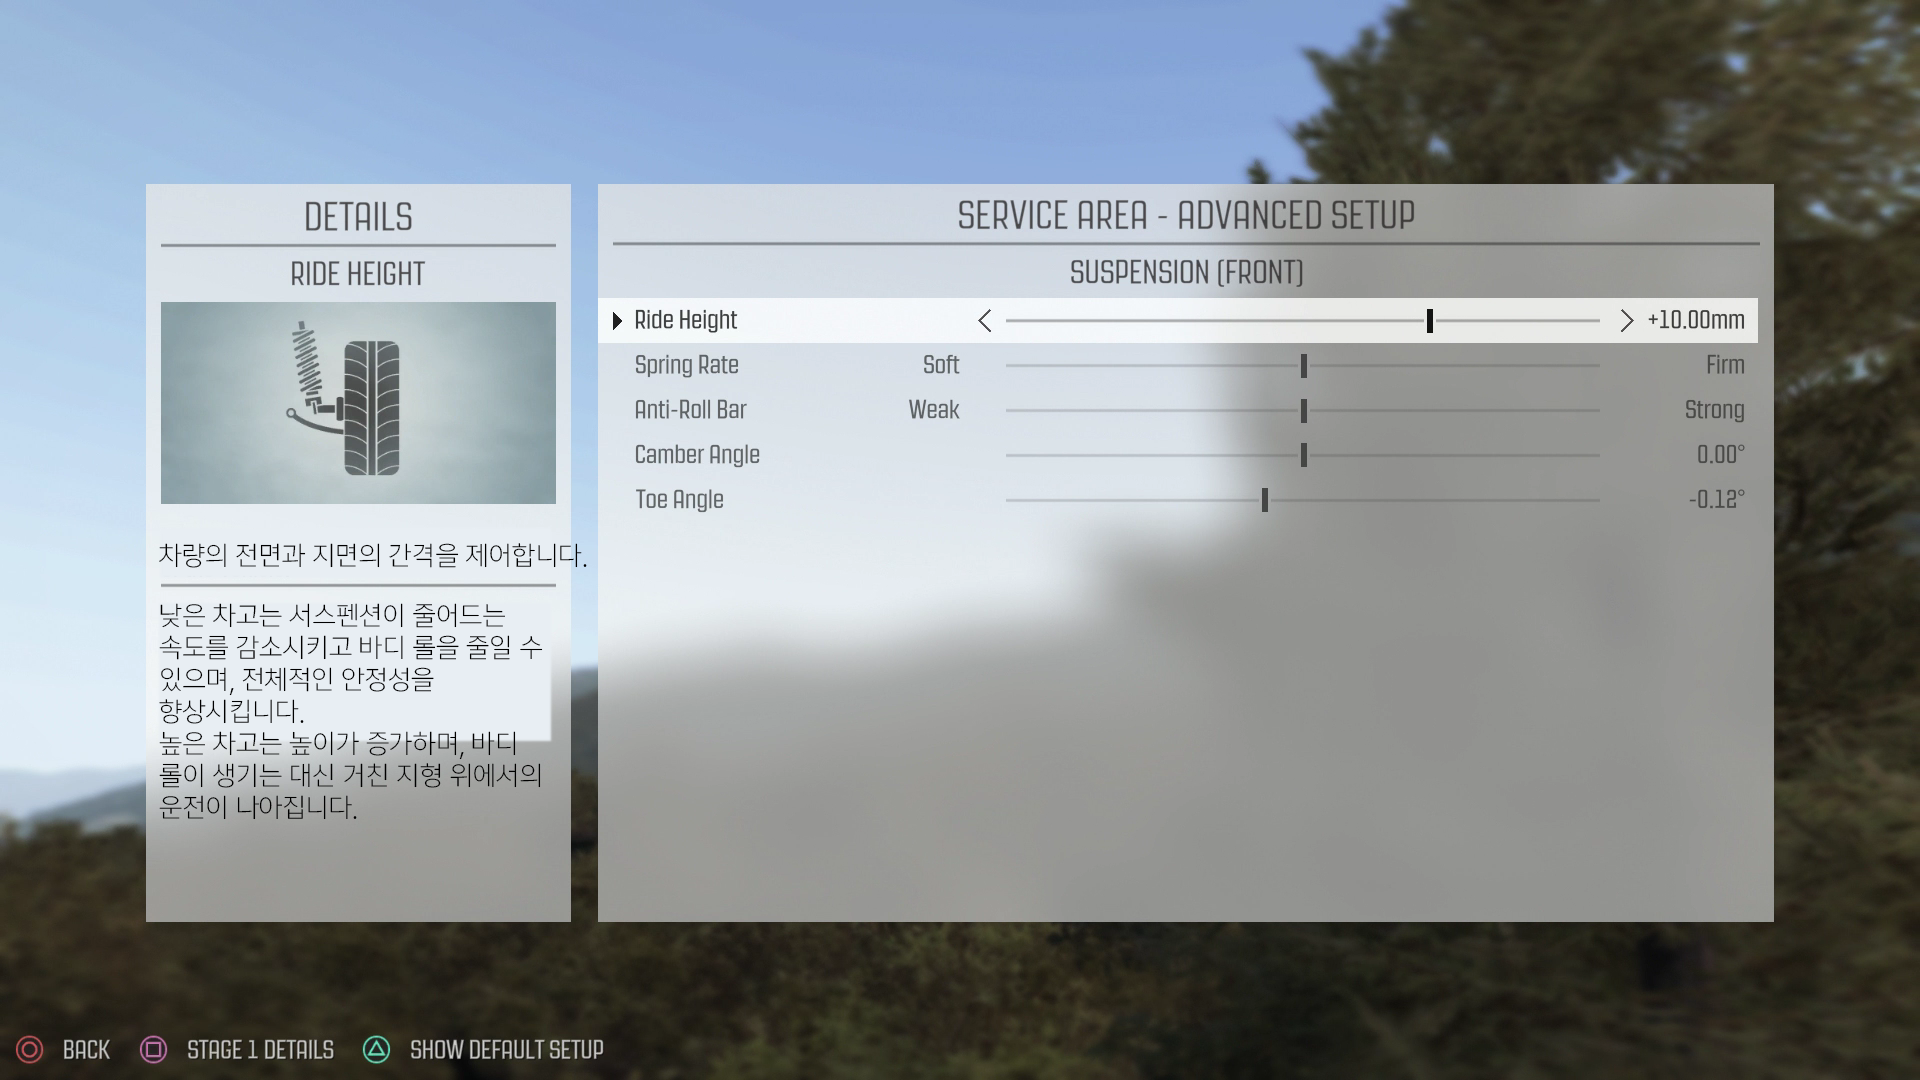 DETAILS
RIDE HEIGHT
차량의 전면과 지면의 간격을 제어합니다.
낮은 차고는 서스펜션이 줄어드는
속도를 감소시키고 바디 롤을 줄일 수
있으며, 전체적인 안정성을
향상시킵니다.
높은 차고는 높이가 증가하며, 바디
롤이 생기는 대신 거친 지형 위에서의
운전이 나아집니다.
SERVICE AREA - ADVANCED SETUP
SUSPENSION (FRONT)
Ride Height +10.00mm
Spring Rate Soft Firm
Anti-Roll Bar Weak Strong
Camber Angle 0.00°
Toe Angle -0.12°
BACK STAGE 1 DETAILS SHOW DEFAULT SETUP